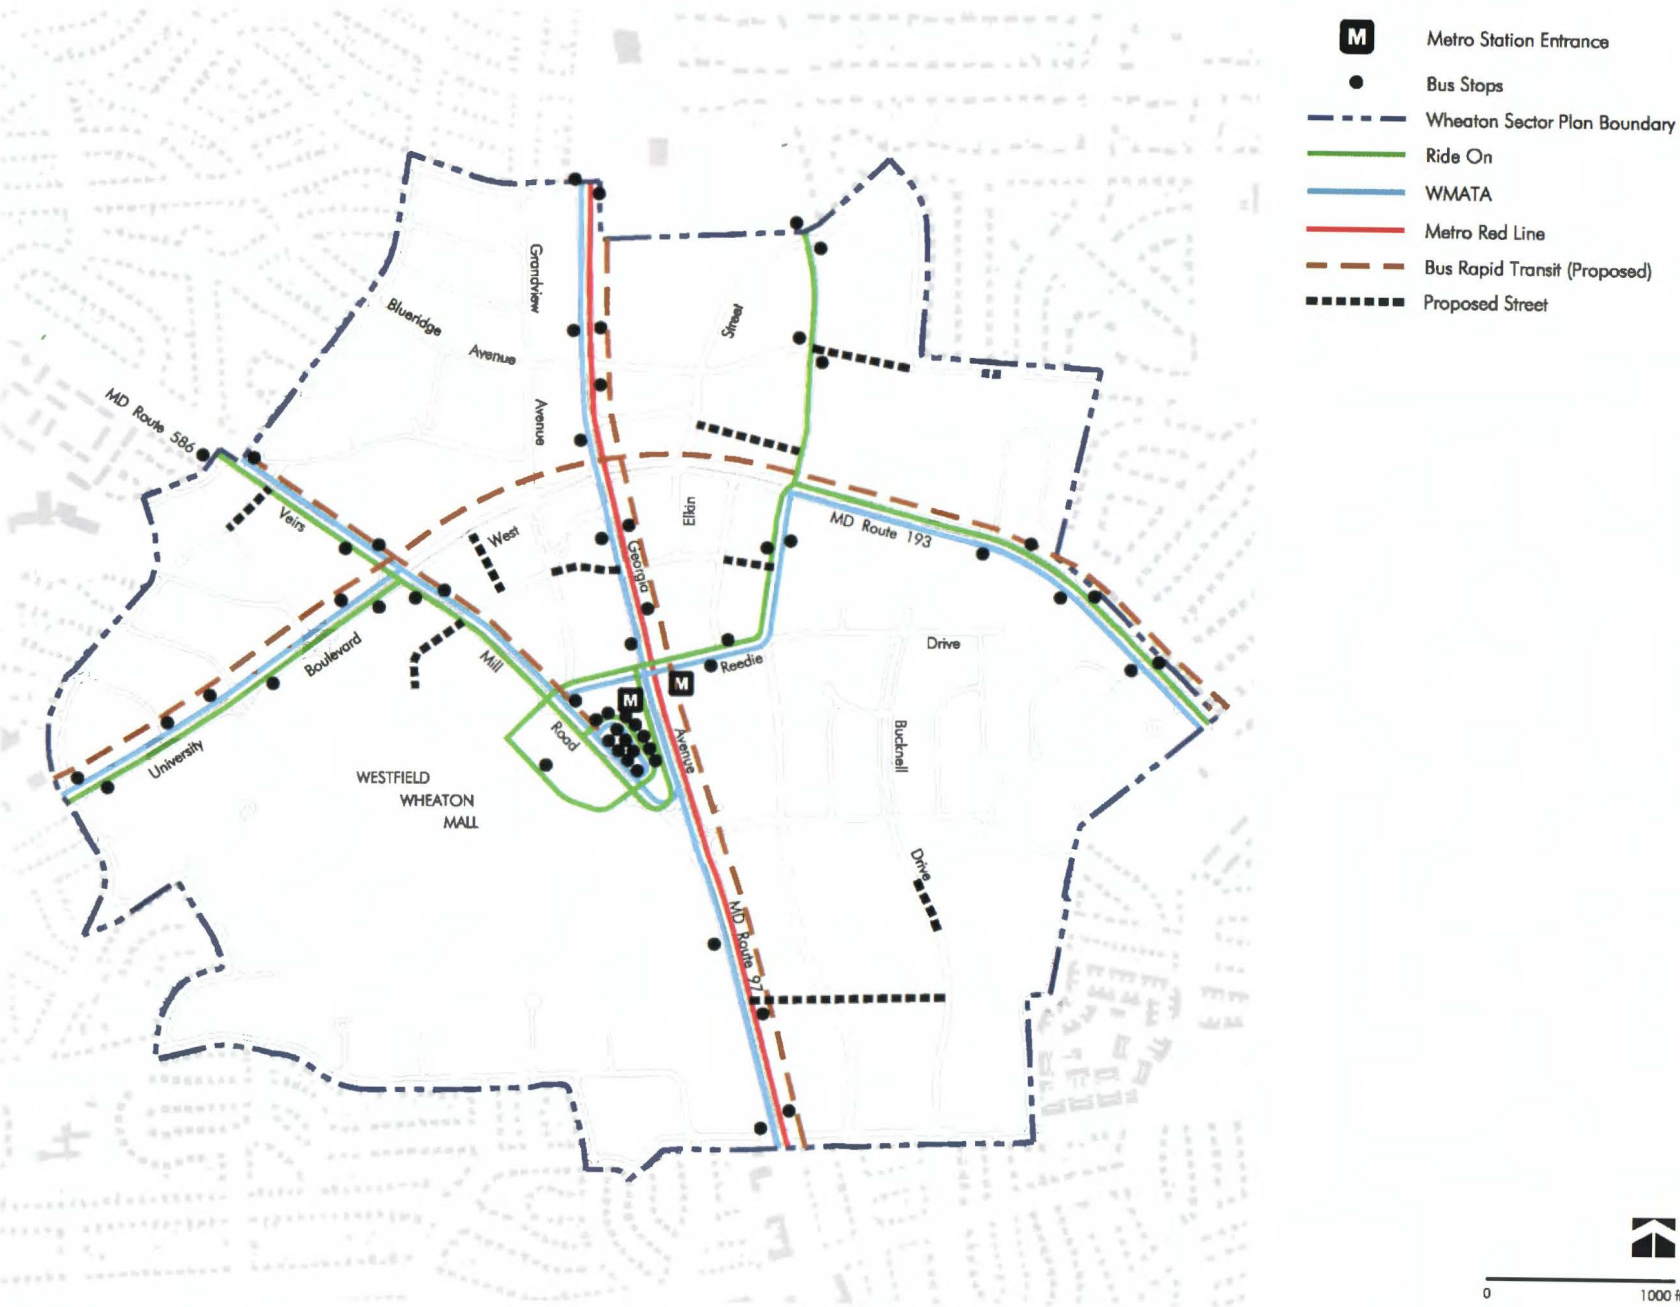 M Metro Station Entrance
Bus Stops
Wheaton Sector Plan Boundary
Ride On
WMATA
Metro Red Line
Bus Rapid Transit (Proposed)
Proposed Street
Grandview
Avenue
Blueridge
Avenue
Street
Elkin
MD Route 586
Veirs
West
Georgia
MD Route 193
Boulevard
University
Mill
Road
Reedie
Drive
M
M
Avenue
Bucknell
Drive
WESTFIELD
WHEATON
MALL
MD Route 97
0 1000